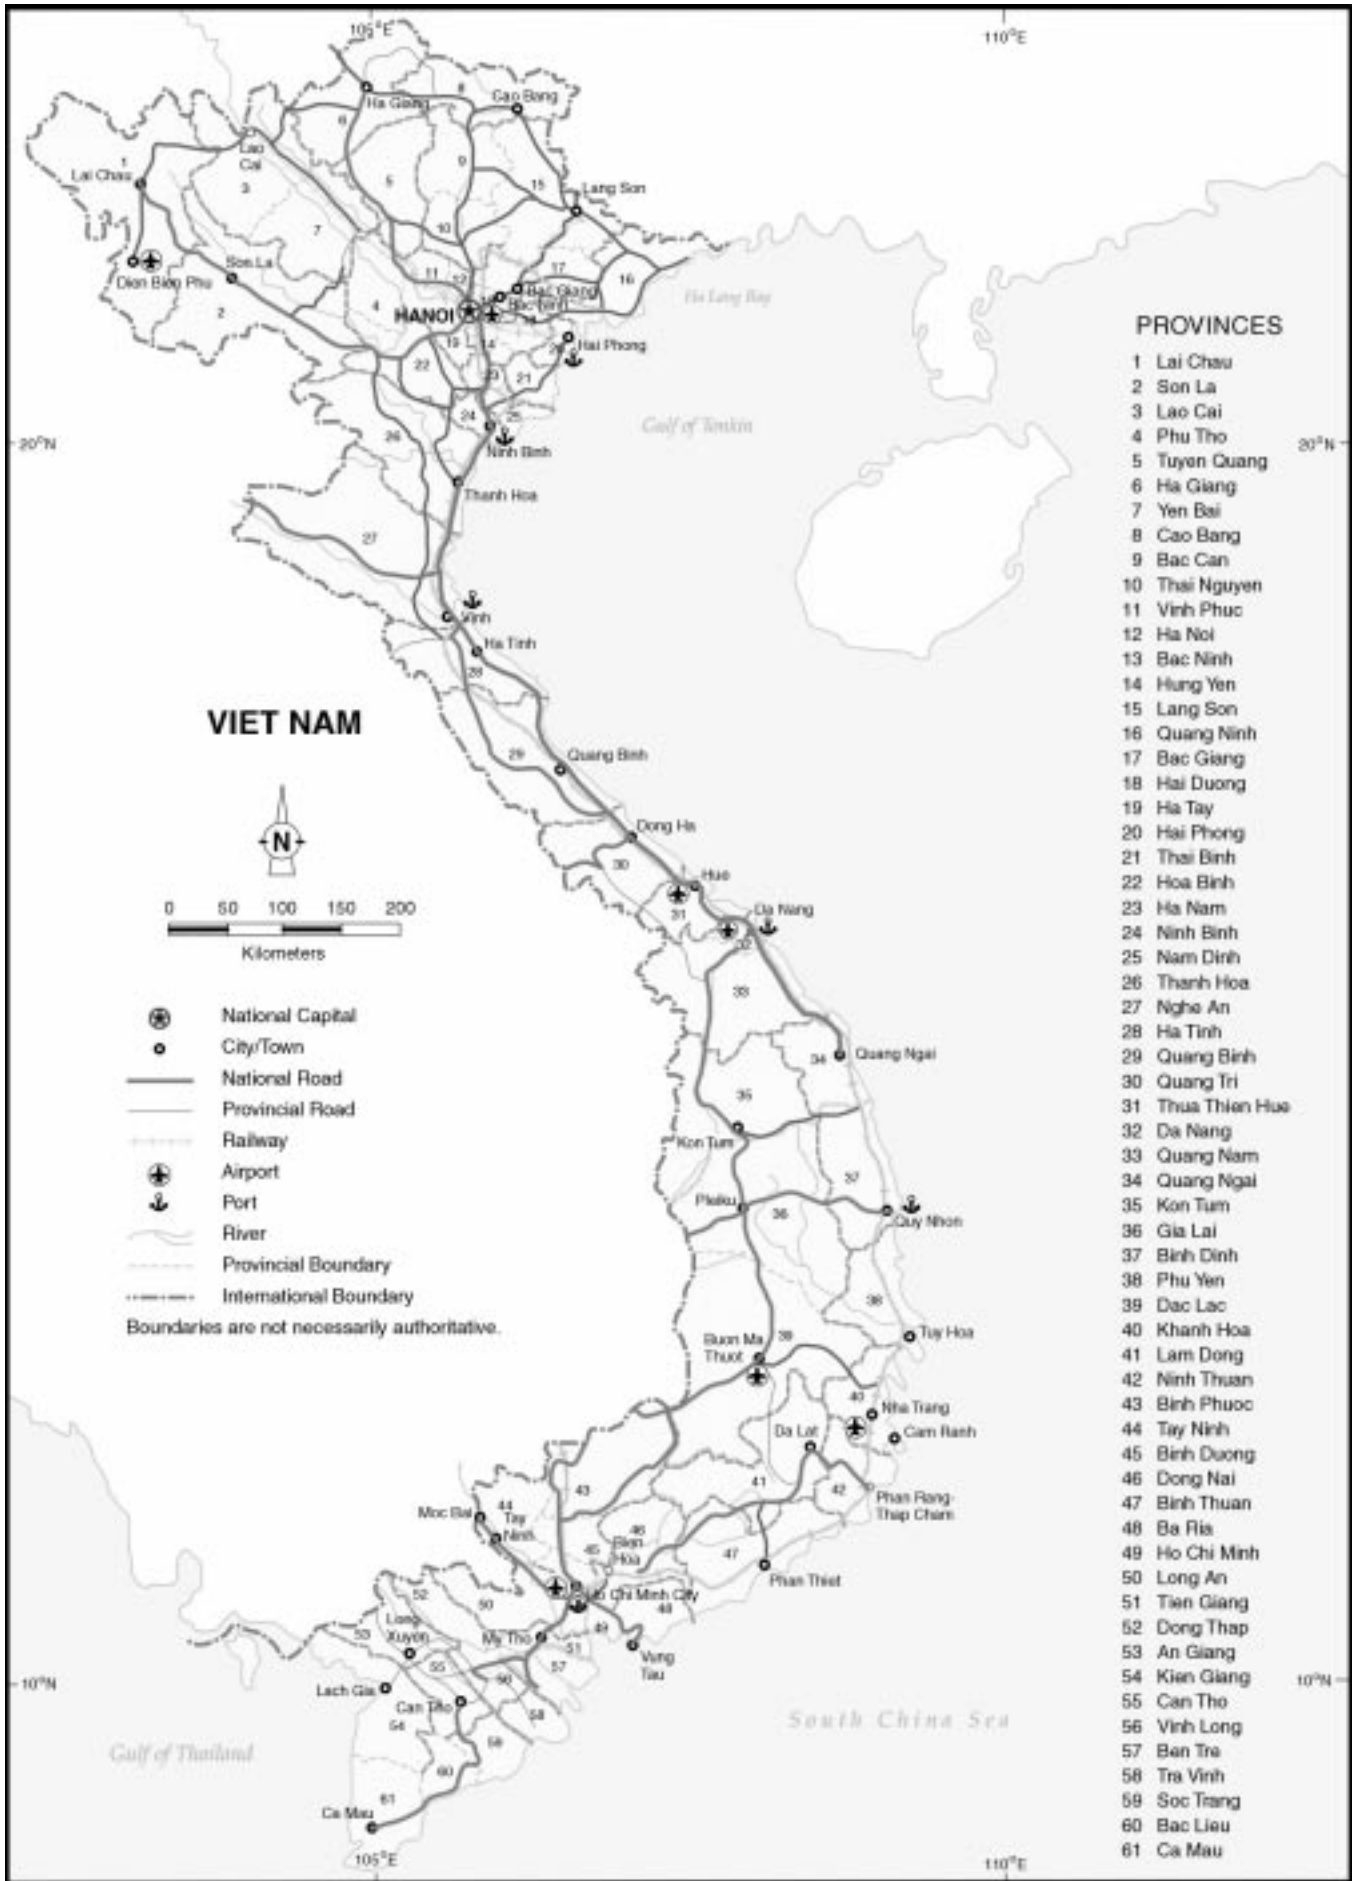 105°E
110°E
Ha Giang
Cao Bang
Lao
Cai
Lai Chau
Lang Son
Son La
Dien Bien Phu
Bac Giang
Bac Ninh
HANOI
Hai Phong
Ha Long Bay
Gulf of Tonkin
20°N
20°N
Ninh Binh
Thanh Hoa
Vinh
Ha Tinh
VIET NAM
Quang Binh
Dong Ha
Hue
Da Nang
N
0 50 100 150 200
Kilometers
Quang Ngai
Kon Tum
Pleiku
Quy Nhon
Tuy Hoa
Buon Ma
Thuot
Nha Trang
Cam Ranh
Da Lat
Phan Rang-
Thap Cham
Moc Bai
Tay
Ninh
Bien
Hoa
Phan Thiet
Ho Chi Minh City
Long
Xuyen
My Tho
Vung
Tau
Lach Gia
Can Tho
Ca Mau
10°N
10°N
South China Sea
Gulf of Thailand
105°E
110°E
National Capital
City/Town
National Road
Provincial Road
Railway
Airport
Port
River
Provincial Boundary
International Boundary
Boundaries are not necessarily authoritative.
PROVINCES
1 Lai Chau
2 Son La
3 Lao Cai
4 Phu Tho
5 Tuyen Quang
6 Ha Giang
7 Yen Bai
8 Cao Bang
9 Bac Can
10 Thai Nguyen
11 Vinh Phuc
12 Ha Noi
13 Bac Ninh
14 Hung Yen
15 Lang Son
16 Quang Ninh
17 Bac Giang
18 Hai Duong
19 Ha Tay
20 Hai Phong
21 Thai Binh
22 Hoa Binh
23 Ha Nam
24 Ninh Binh
25 Nam Dinh
26 Thanh Hoa
27 Nghe An
28 Ha Tinh
29 Quang Binh
30 Quang Tri
31 Thua Thien Hue
32 Da Nang
33 Quang Nam
34 Quang Ngai
35 Kon Tum
36 Gia Lai
37 Binh Dinh
38 Phu Yen
39 Dac Lac
40 Khanh Hoa
41 Lam Dong
42 Ninh Thuan
43 Binh Phuoc
44 Tay Ninh
45 Binh Duong
46 Dong Nai
47 Binh Thuan
48 Ba Ria
49 Ho Chi Minh
50 Long An
51 Tien Giang
52 Dong Thap
53 An Giang
54 Kien Giang
55 Can Tho
56 Vinh Long
57 Ben Tre
58 Tra Vinh
59 Soc Trang
60 Bac Lieu
61 Ca Mau